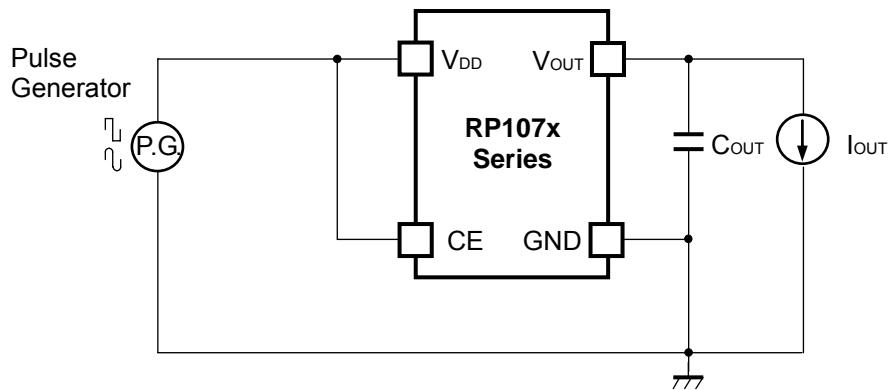 Pulse
Generator
P.G.
VDD
VOUT
RP107x
Series
COUT
IOUT
CE
GND